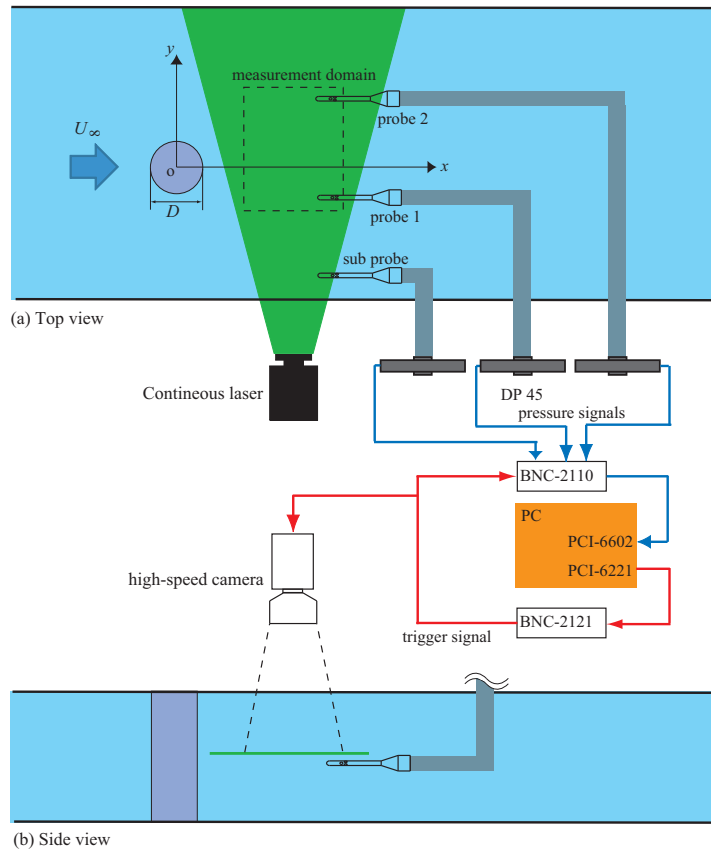 y
measurement domain
probe 2
U∞
o
x
D
probe 1
sub probe
(a) Top view
Contineous laser
DP 45
pressure signals
BNC-2110
PC
PCI-6602
high-speed camera
PCI-6221
BNC-2121
trigger signal
(b) Side view